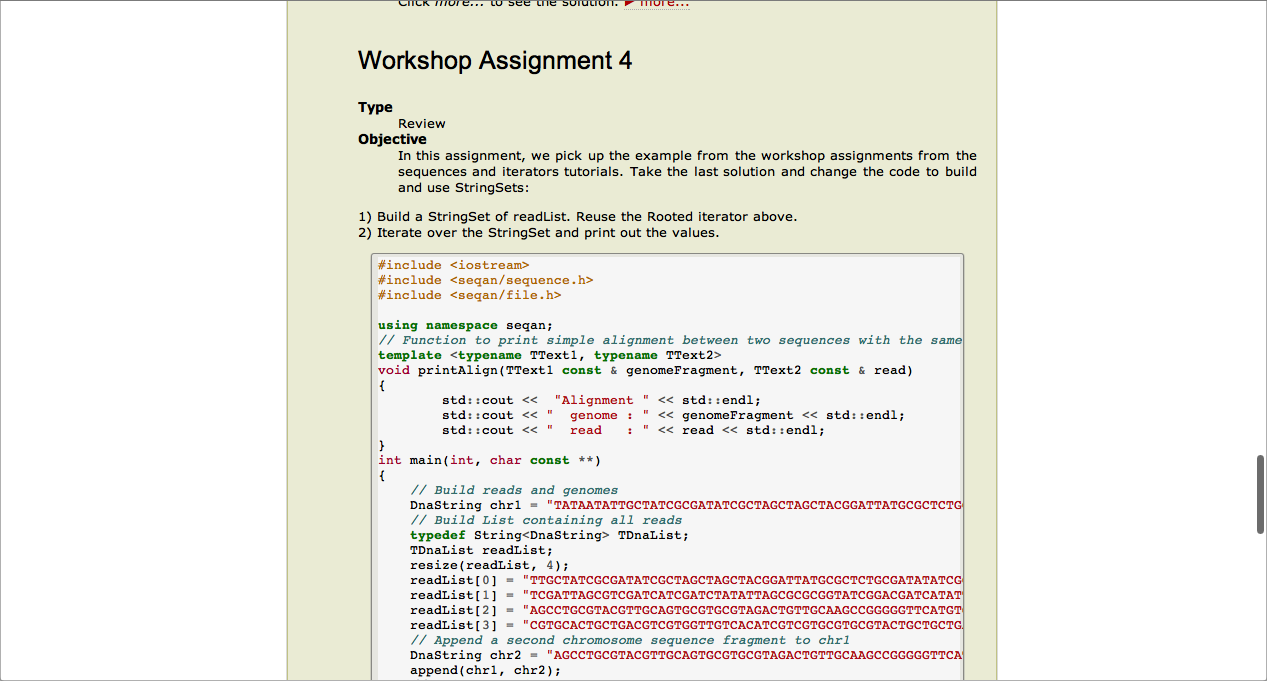 Click more... to see the solution. ▶ more...
Workshop Assignment 4
Type
Review
Objective
In this assignment, we pick up the example from the workshop assignments from the
sequences and iterators tutorials. Take the last solution and change the code to build
and use StringSets:
1) Build a StringSet of readList. Reuse the Rooted iterator above.
2) Iterate over the StringSet and print out the values.
#include <iostream>
#include <seqan/sequence.h>
#include <seqan/file.h>
using namespace seqan;
// Function to print simple alignment between two sequences with the same
template <typename TText1, typename TText2>
void printAlign(TText1 const & genomeFragment, TText2 const & read)
{
std::cout <<  "Alignment " << std::endl;
std::cout << "  genome : " << genomeFragment << std::endl;
std::cout << "  read   : " << read << std::endl;
}
int main(int, char const **)
{
// Build reads and genomes
DnaString chr1 = "TATAATATTGCTATCGCGATATCGCTAGCTAGCTACGGATTATGCGCTCTG
// Build List containing all reads
typedef String<DnaString> TDnaList;
TDnaList readList;
resize(readList, 4);
readList[0] = "TTGCTATCGCGATATCGCTAGCTAGCTACGGATTATGCGCTCTGCGATATATCG
readList[1] = "TCGATTAGCGTCGATCATCGATCTATATTAGCGCGCGGTATCGGACGATCATAT
readList[2] = "AGCCTGCGTACGTTGCAGTGCGTGCGTAGACTGTTGCAAGCCGGGGGTTCATGT
readList[3] = "CGTGCACTGCTGACGTCGTGGTTGTCACATCGTCGTGCGTGCGTACTGCTGCTG
// Append a second chromosome sequence fragment to chr1
DnaString chr2 = "AGCCTGCGTACGTTGCAGTGCGTGCGTAGACTGTTGCAAGCCGGGGGTTCA
append(chr1, chr2);